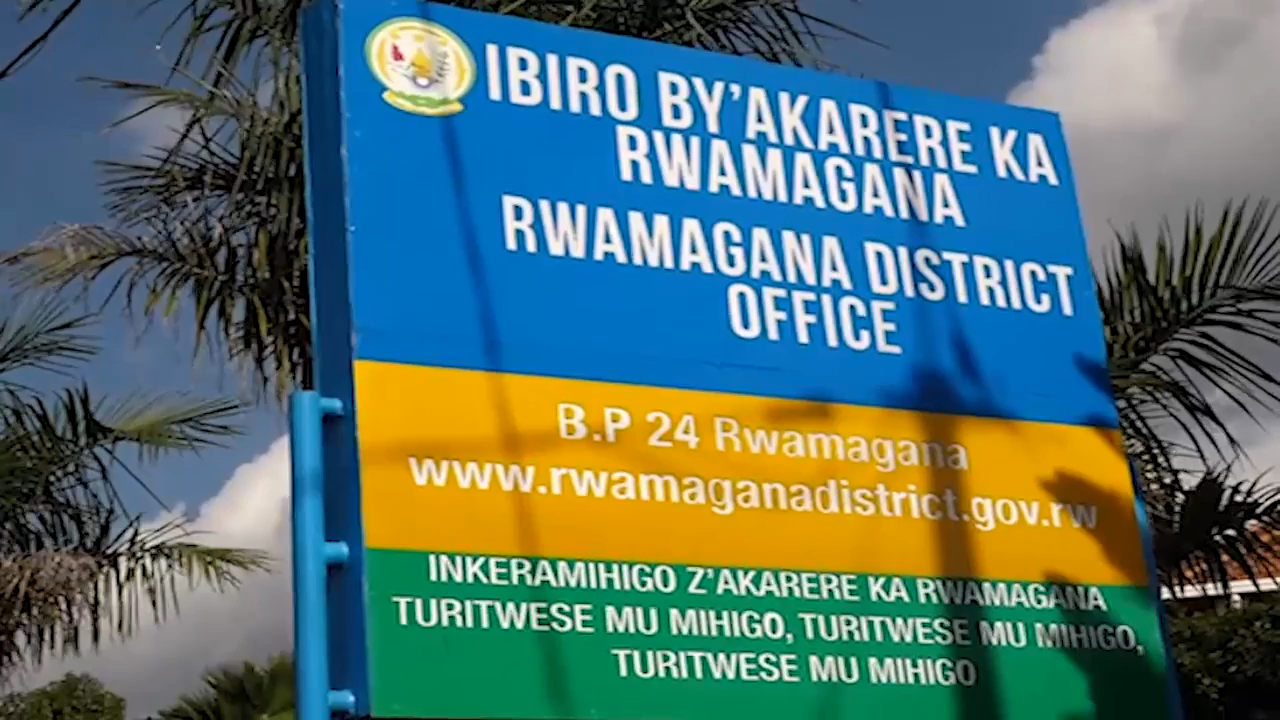 IBIRO BY'AKARERE KA
RWAMAGANA
RWAMAGANA DISTRICT
OFFICE
B.P 24 Rwamagana
www.rwamaganadistrict.gov.rw
INKERAMIHIGO Z'AKARERE KA RWAMAGANA
TURITWESE MU MIHIGO, TURITWESE MU MIHIGO,
TURITWESE MU MIHIGO